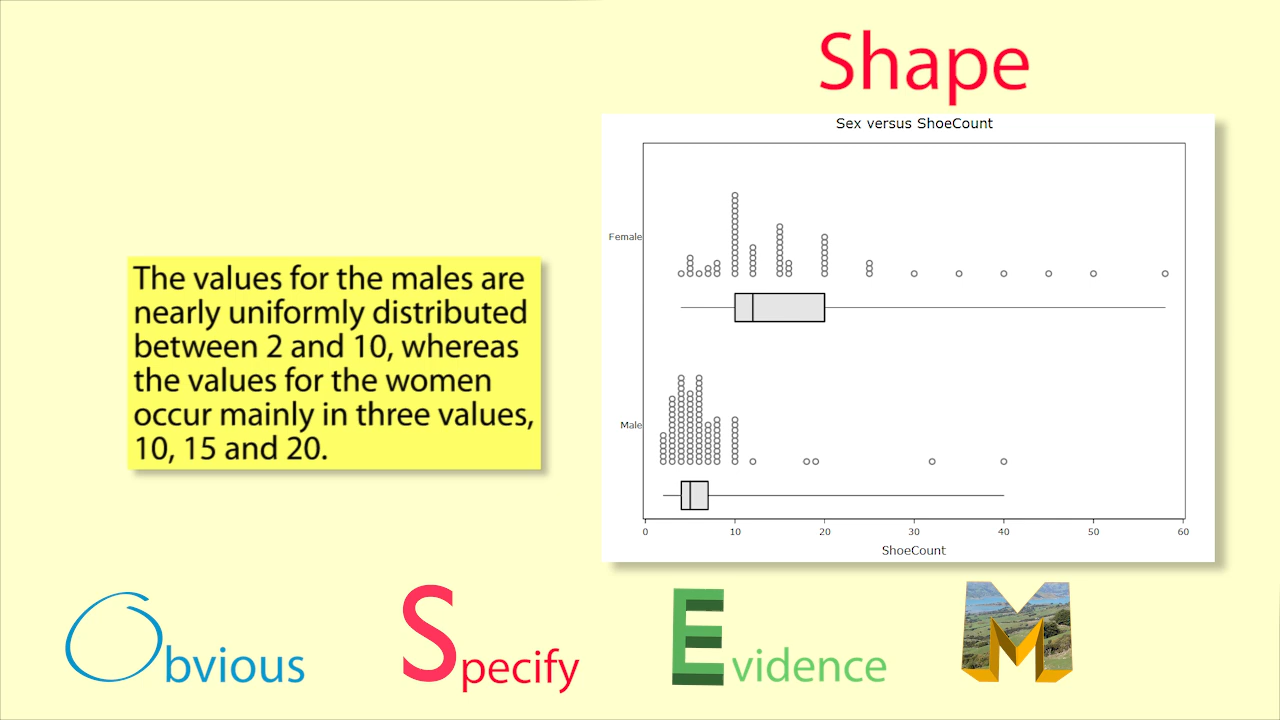 Shape
Sex versus ShoeCount
Female
Male
0 10 20 30 40 50 60
ShoeCount
The values for the males are
nearly uniformly distributed
between 2 and 10, whereas
the values for the women
occur mainly in three values,
10, 15 and 20.
Obvious
Specify
Evidence
M